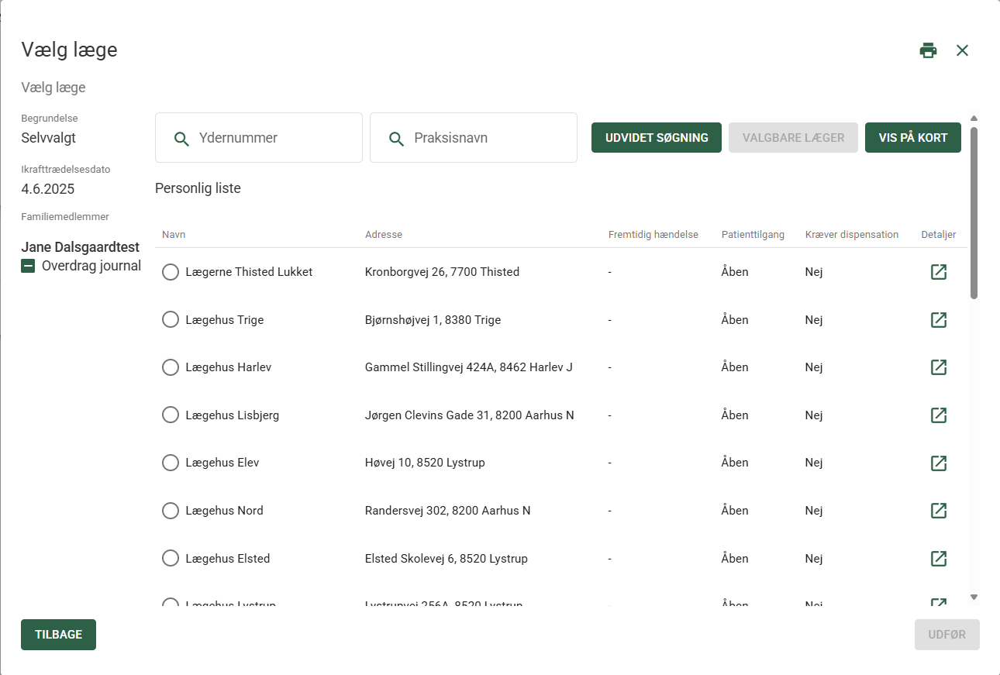 Vælg læge
Vælg læge
Begrundelse
Selvvalgt
Ikrafttrædelsesdato
4.6.2025
Familiemedlemmer
Jane Dalsgaardtest
Overdrag journal
Ydernummer
Praksisnavn
UDVIDET SØGNING
VALGBARE LÆGER
VIS PÅ KORT
Personlig liste
Navn Adresse Fremtidig hændelse Patienttilgang Kræver dispensation Detaljer
Lægerne Thisted Lukket Kronborgvej 26, 7700 Thisted - Åben Nej
Lægehus Trige Bjørnshøjvej 1, 8380 Trige - Åben Nej
Lægehus Harlev Gammel Stillingvej 424A, 8462 Harlev J - Åben Nej
Lægehus Lisbjerg Jørgen Clevins Gade 31, 8200 Aarhus N - Åben Nej
Lægehus Elev Høvej 10, 8520 Lystrup - Åben Nej
Lægehus Nord Randersvej 302, 8200 Aarhus N - Åben Nej
Lægehus Elsted Elsted Skolevej 6, 8520 Lystrup - Åben Nej
Lægehus Lystrup Lystrupvej 256A, 8520 Lystrup - Åben Nej
TILBAGE
UDFØR